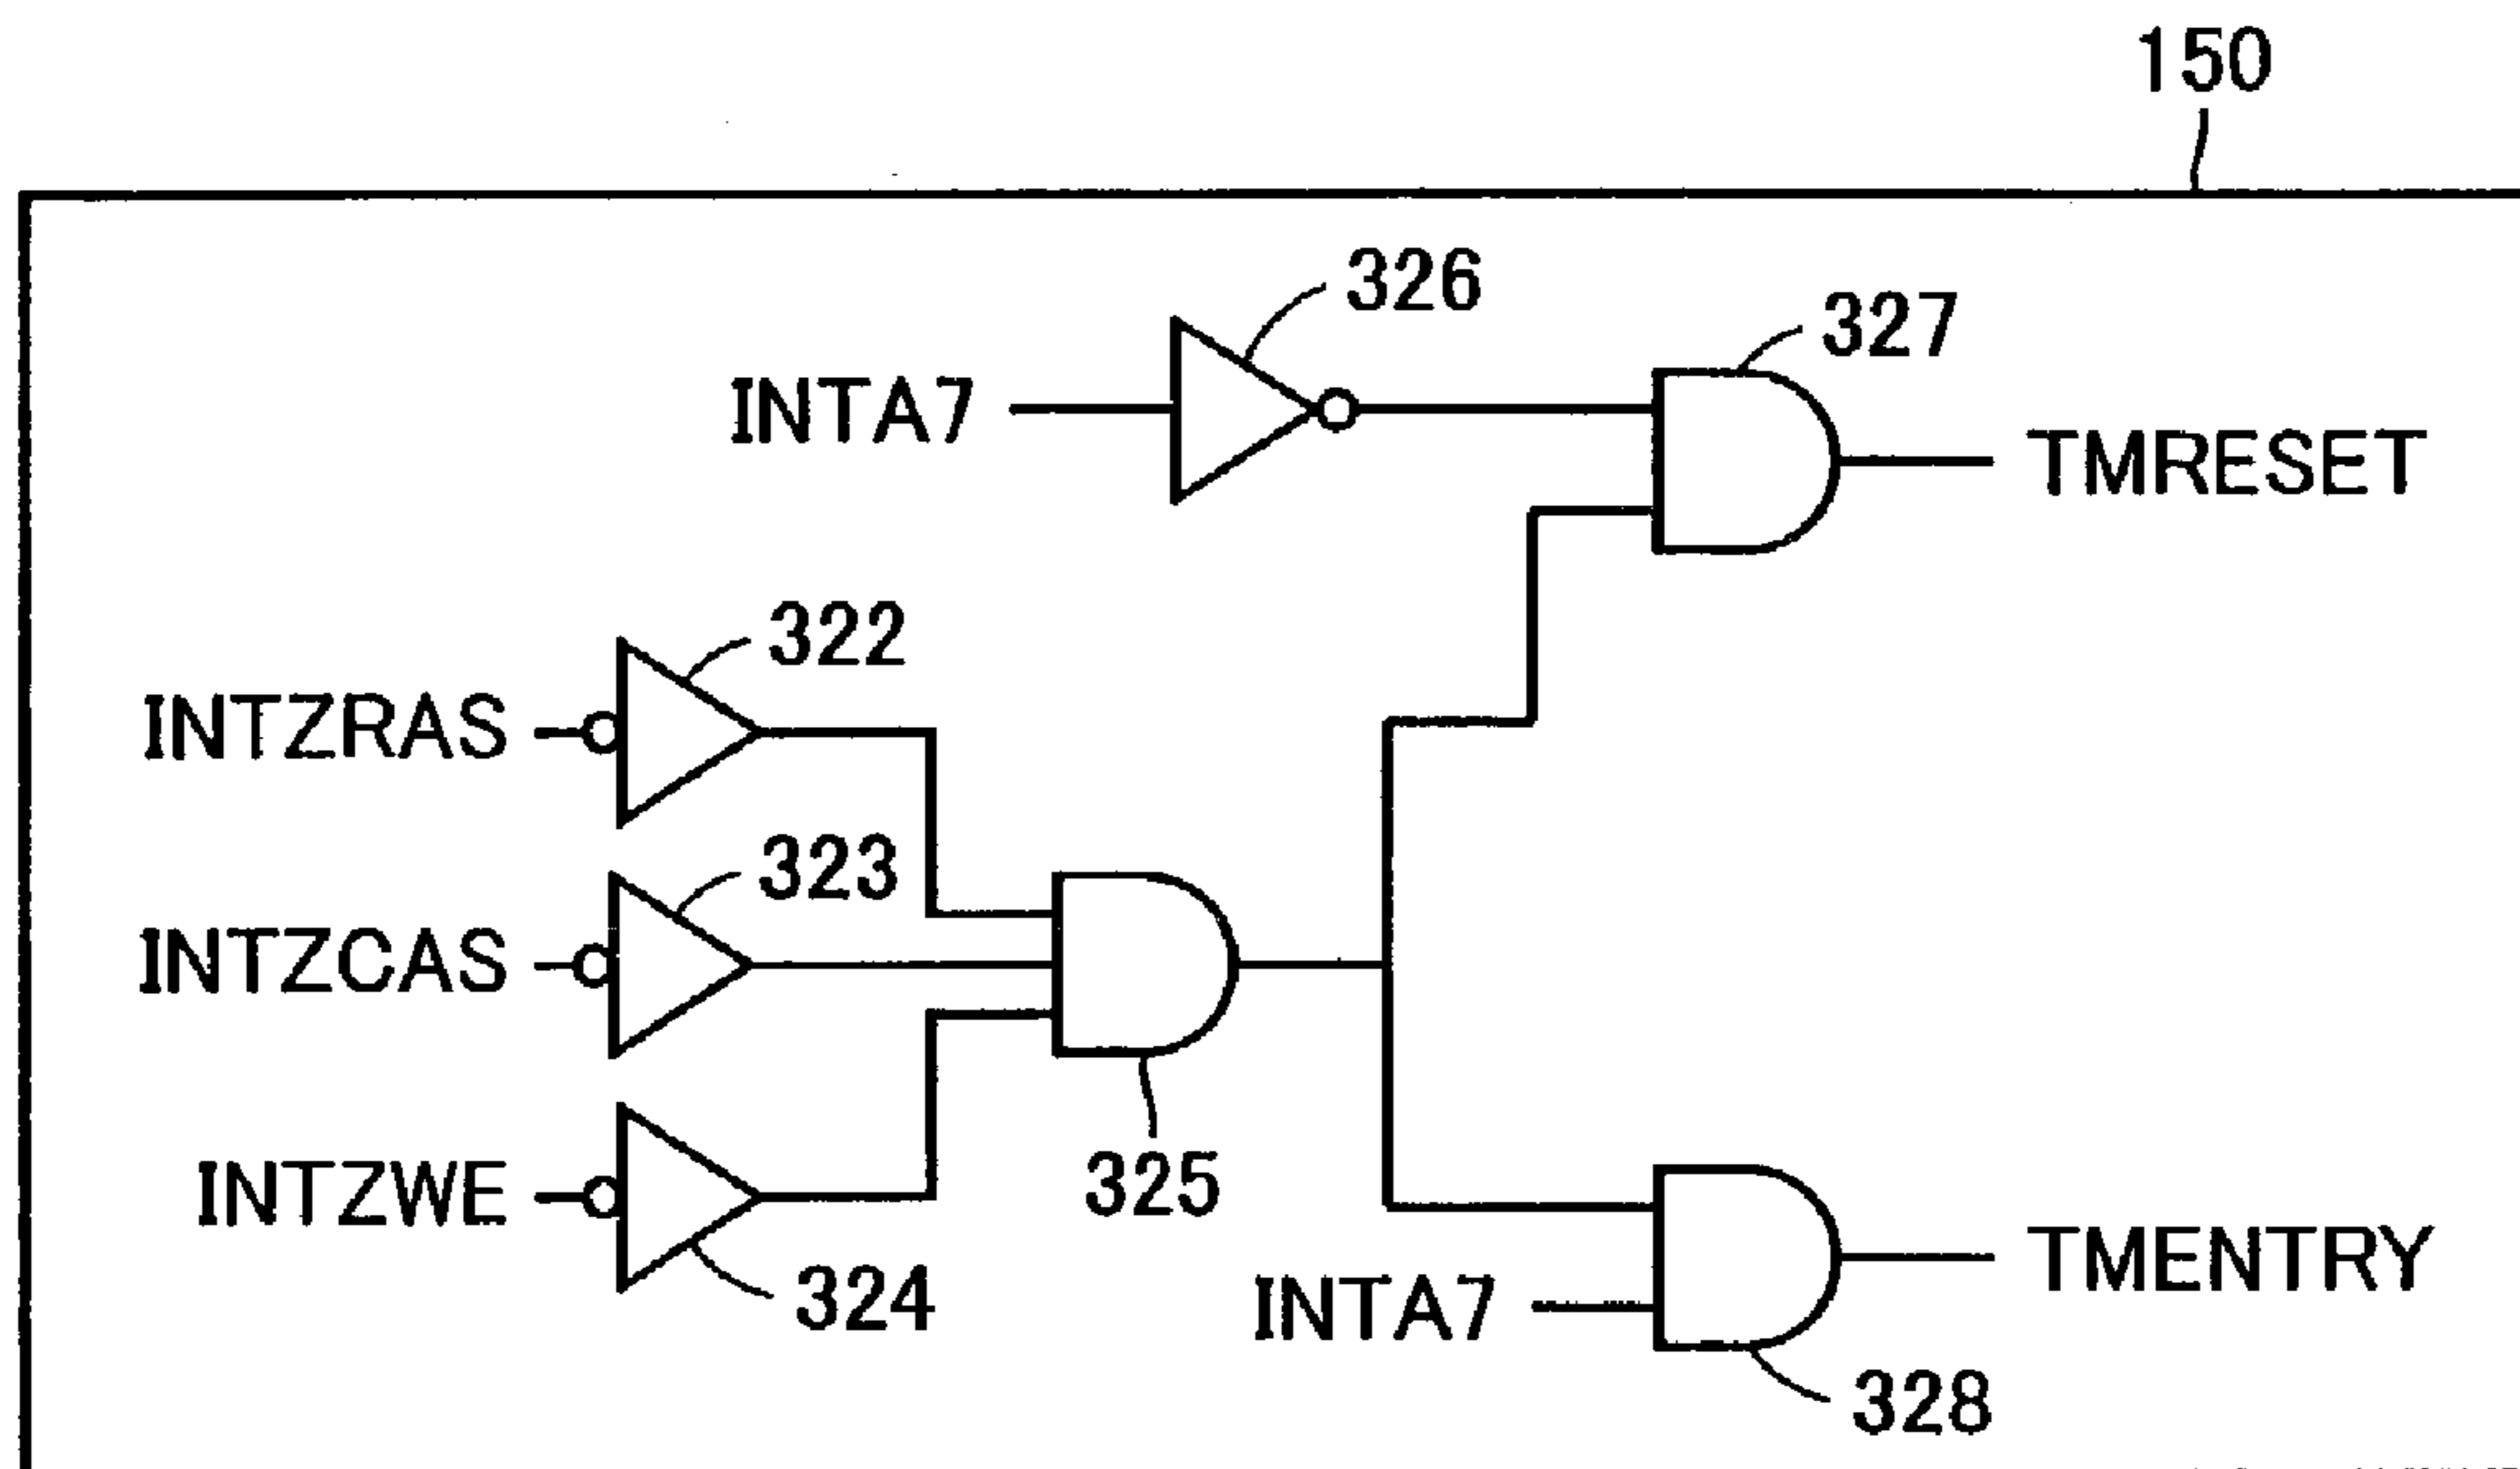 150
326
327
INTA7
TMRESET
322
INTZRAS
323
INTZCAS
325
INTZWE
324
TMENTRY
INTA7
328